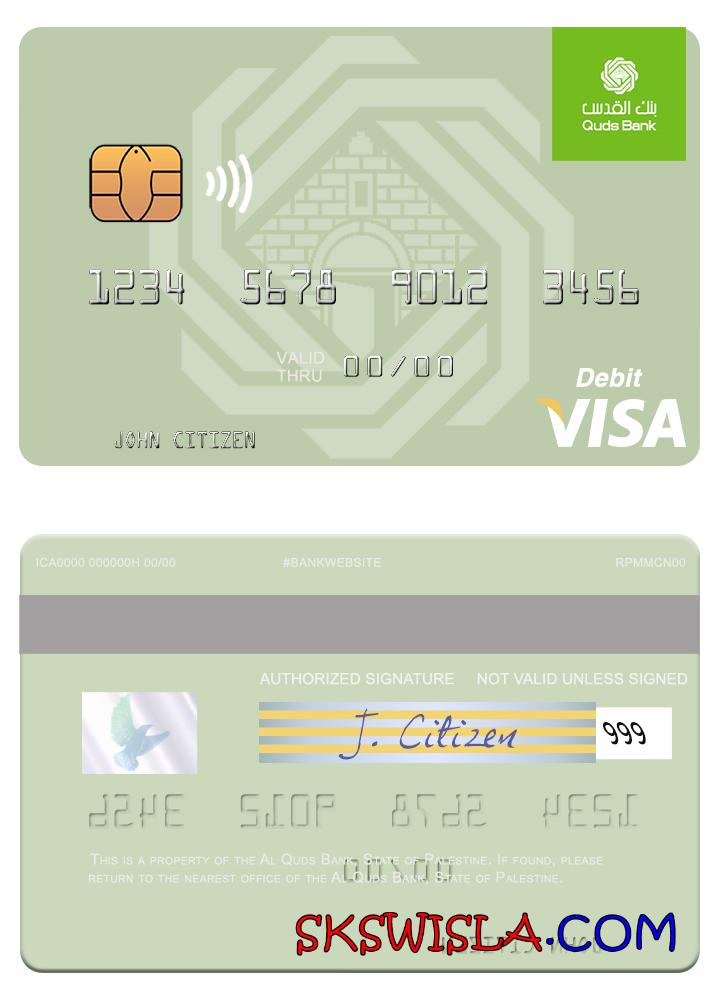 بنك القدس
Quds Bank
1234 5678 9012 3456
VALID
THRU 00/00
Debit
VISA
JOHN CITIZEN
ICA0000 000000H 00/00 #BANKWEBSITE RPMMCN00
AUTHORIZED SIGNATURE NOT VALID UNLESS SIGNED
J. Citizen 999
THIS IS A PROPERTY OF THE AL QUDS BANK, STATE OF PALESTINE. IF FOUND, PLEASE
RETURN TO THE NEAREST OFFICE OF THE AL QUDS BANK, STATE OF PALESTINE.
SKSWISLA.COM